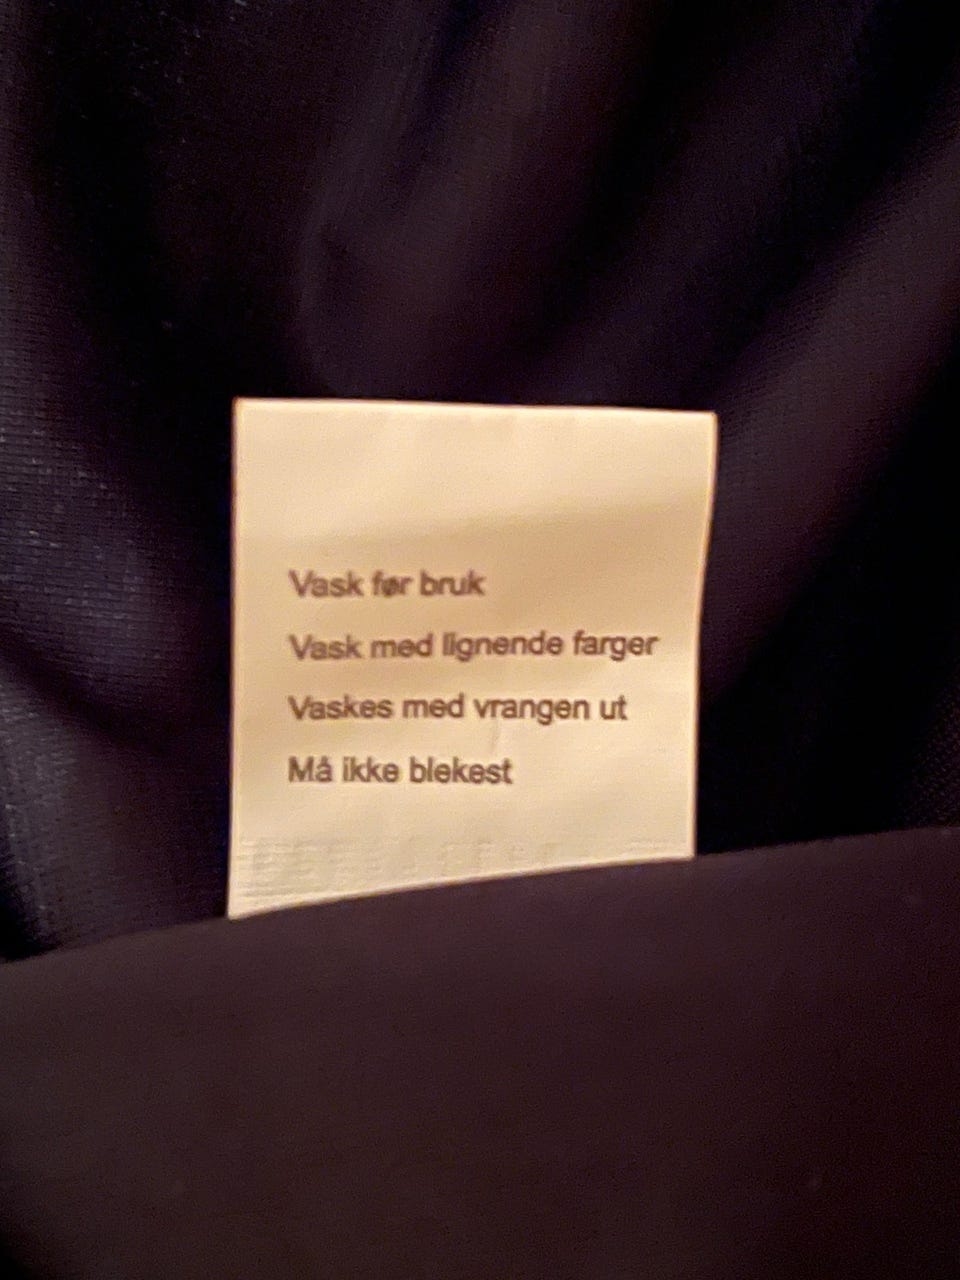 Vask før bruk
Vask med lignende farger
Vaskes med vrangen ut
Må ikke blekest